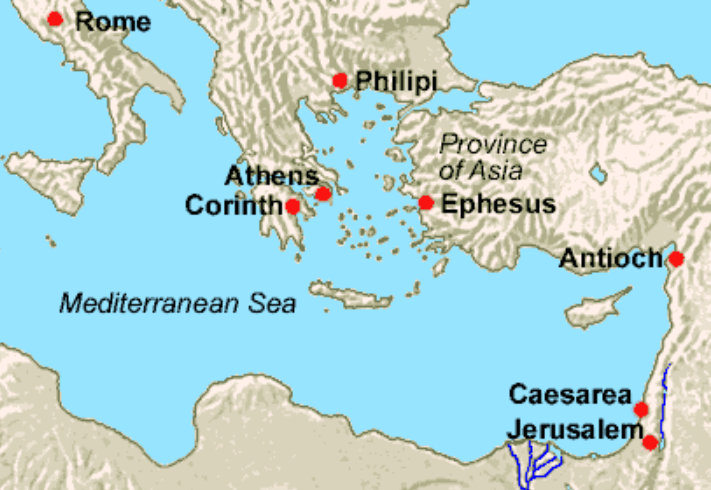 Rome
Philipi
Province
of Asia
Athens
Corinth
Ephesus
Antioch
Mediterranean Sea
Caesarea
Jerusalem